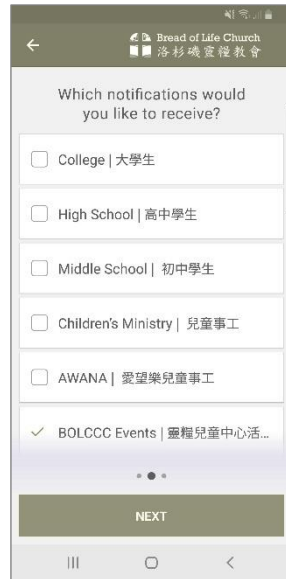 Bread of Life Church
洛杉磯靈糧教會
Which notifications would
you like to receive?
College | 大學生
High School | 高中學生
Middle School | 初中學生
Children's Ministry | 兒童事工
AWANA | 愛望樂兒童事工
BOLCCC Events | 靈糧兒童中心活...
NEXT